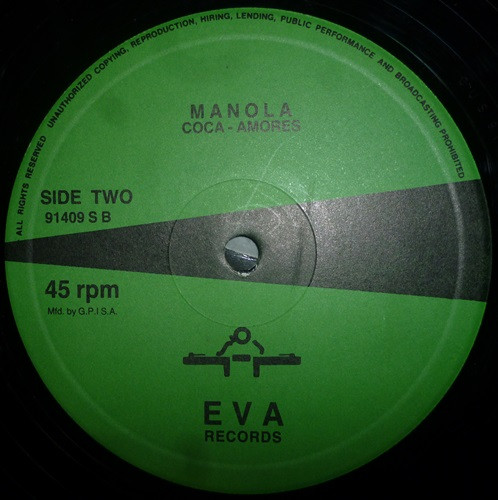 ALL RIGHTS RESERVED UNAUTHORIZED COPYING, REPRODUCTION, HIRING, LENDING, PUBLIC PERFORMANCE AND BROADCASTING PROHIBITED
MANOLA
COCA - AMORES
SIDE TWO
91409 S B
45 rpm
Mfd. by G.P.I S.A.
EVA
RECORDS